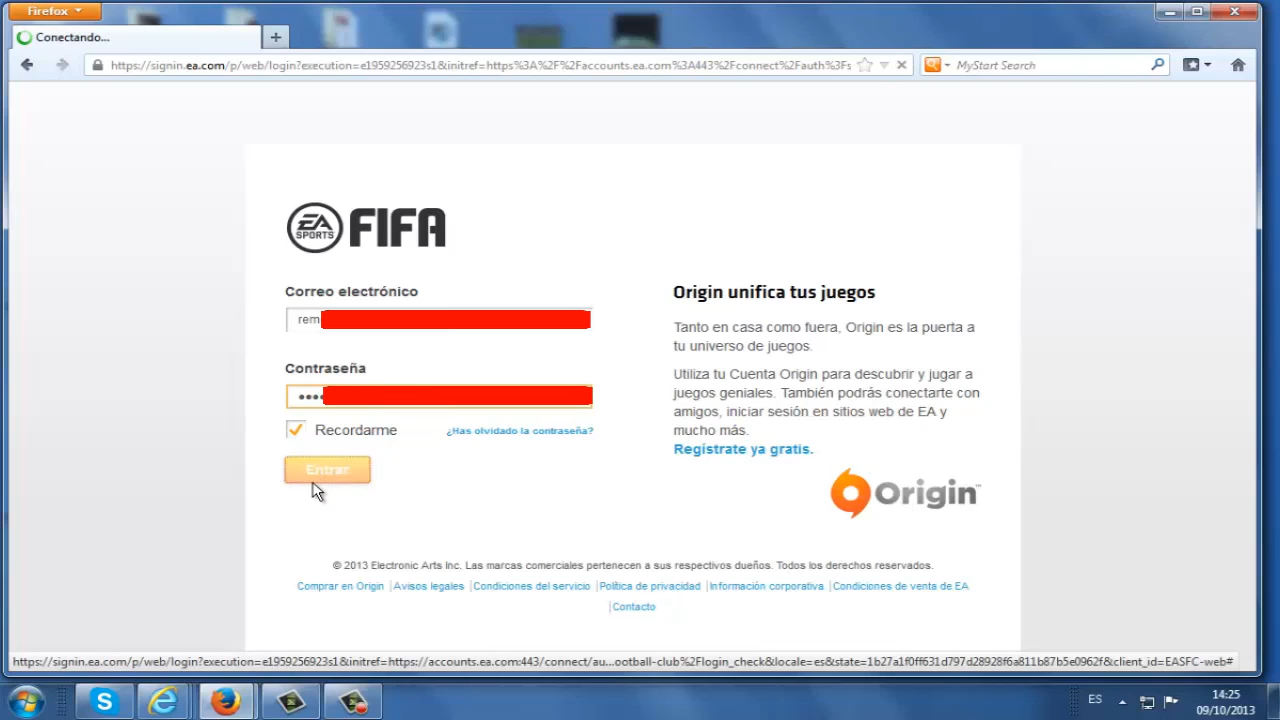 Firefox
Conectando...
https://signin.ea.com/p/web/login?execution=e1959256923s1&initref=https%3A%2F%2Faccounts.ea.com%3A443%2Fconnect%2Fauth%3Fs
MyStart Search
EA SPORTS FIFA
Correo electrónico
rem
Contraseña
Recordarme
¿Has olvidado la contraseña?
Entrar
Origin unifica tus juegos
Tanto en casa como fuera, Origin es la puerta a
tu universo de juegos.
Utiliza tu Cuenta Origin para descubrir y jugar a
juegos geniales. También podrás conectarte con
amigos, iniciar sesión en sitios web de EA y
mucho más.
Regístrate ya gratis.
Origin™
© 2013 Electronic Arts Inc. Las marcas comerciales pertenecen a sus respectivos dueños. Todos los derechos reservados.
Comprar en Origin | Avisos legales | Condiciones del servicio | Política de privacidad | Información corporativa | Condiciones de venta de EA
| Contacto
https://signin.ea.com/p/web/login?execution=e1959256923s1&initref=https://accounts.ea.com:443/connect/au...ootball-club%2Flogin_check&locale=es&state=1b27a1f0ff631d797d28928f6a811b87b5e0962f&client_id=EASFC-web#
ES
14:25
09/10/2013